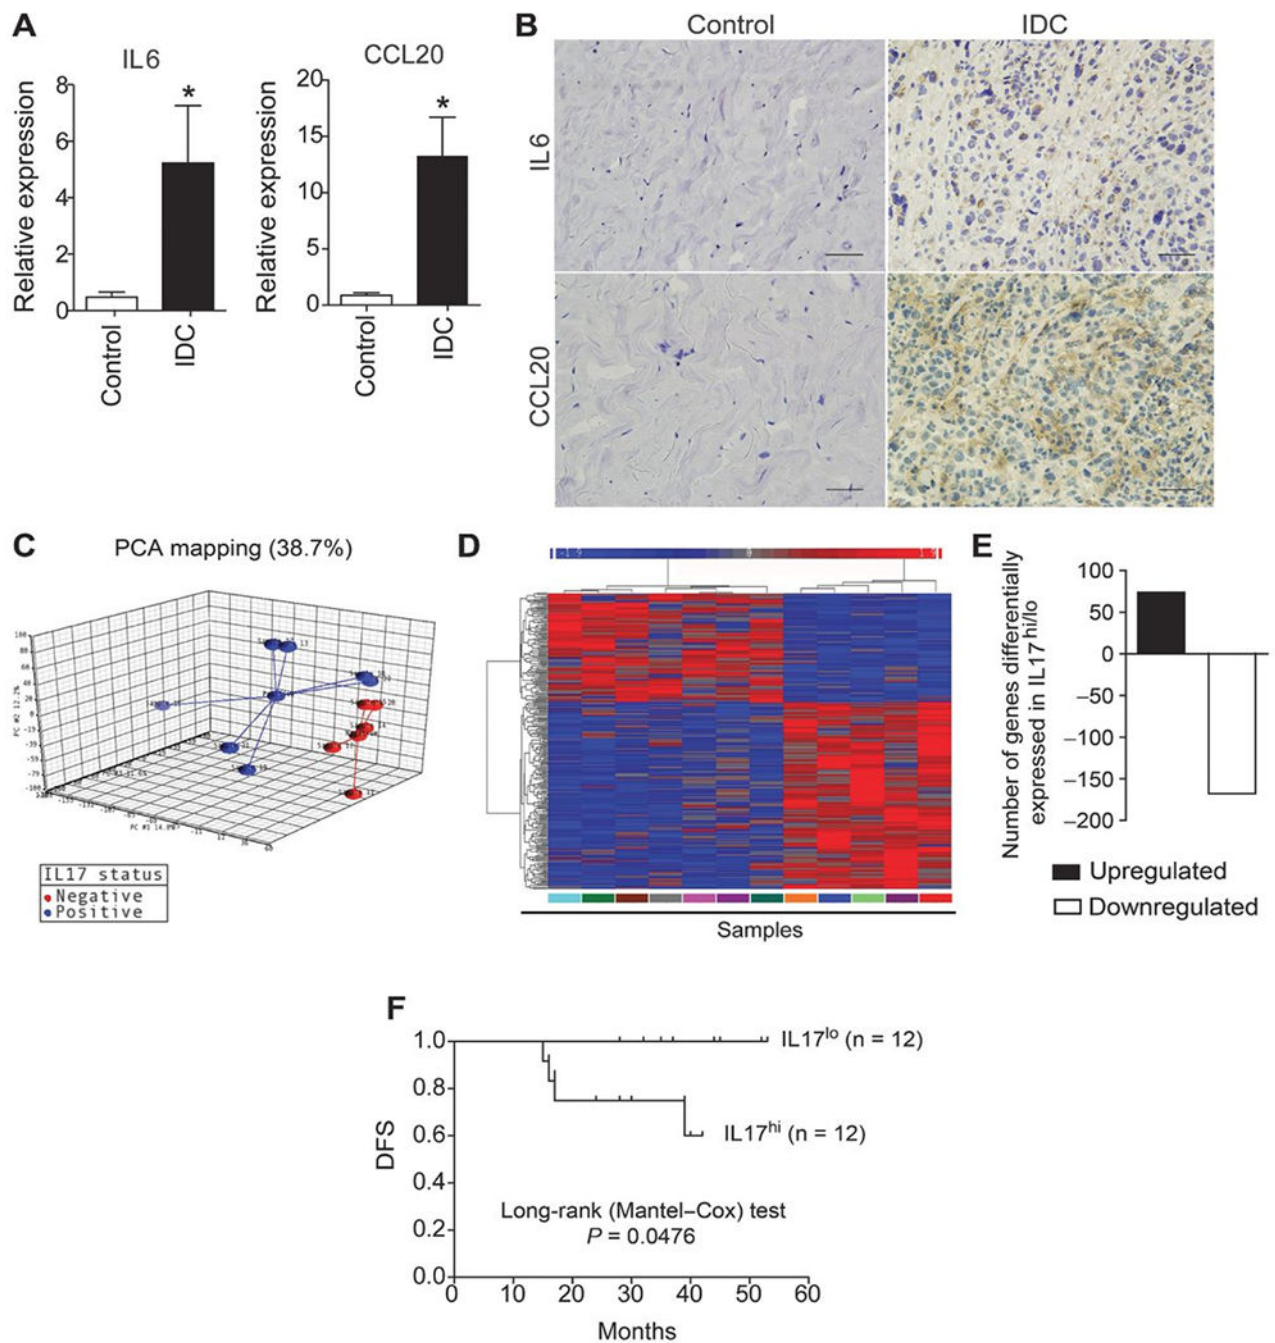 A
IL6
Relative expression
8
6
4
2
0
*
Control
IDC
CCL20
Relative expression
20
15
10
5
0
*
Control
IDC
B
Control
IDC
IL6
CCL20
C
PCA mapping (38.7%)
IL17 status
Negative
Positive
D
Samples
E
Number of genes differentially
expressed in IL17hi/lo
100
50
0
−50
−100
−150
−200
Upregulated
Downregulated
F
DFS
1.0
0.8
0.6
0.4
0.2
0.0
IL17lo (n = 12)
IL17hi (n = 12)
Long-rank (Mantel–Cox) test
P = 0.0476
0 10 20 30 40 50 60
Months